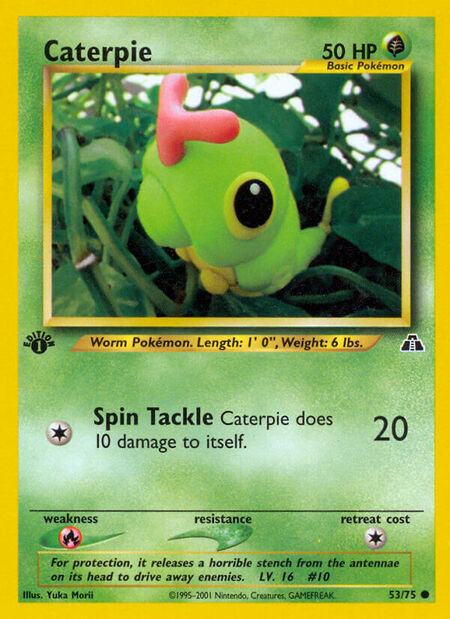 Caterpie 50 HP
Basic Pokémon
EDITION
1
Worm Pokémon. Length: 1' 0", Weight: 6 lbs.
Spin Tackle Caterpie does
10 damage to itself.
20
weakness resistance retreat cost
For protection, it releases a horrible stench from the antennae
on its head to drive away enemies. LV. 16 #10
Illus. Yuka Morii ©1995-2001 Nintendo, Creatures, GAMEFREAK. 53/75